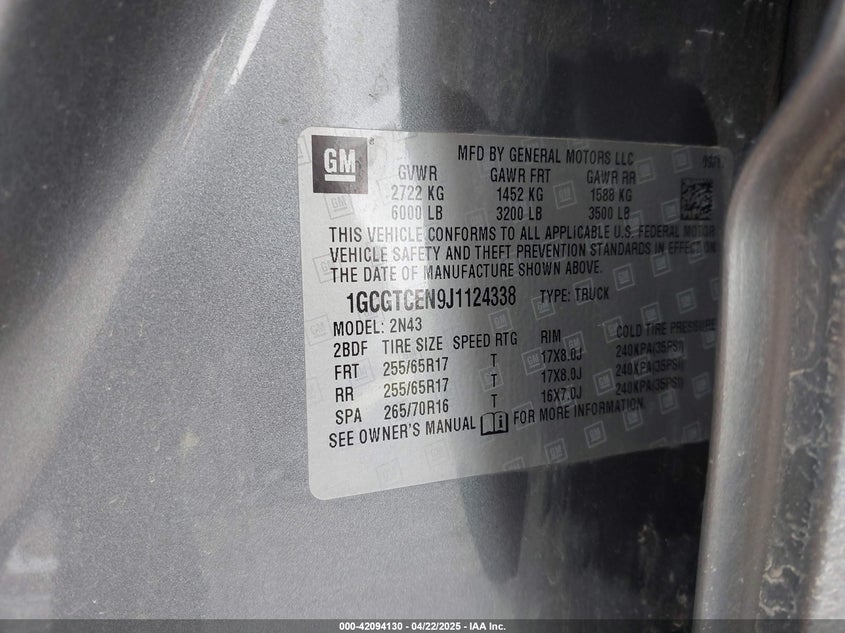 GM
MFD BY GENERAL MOTORS LLC
GVWR GAWR FRT GAWR RR
2722 KG 1452 KG 1588 KG
6000 LB 3200 LB 3500 LB
THIS VEHICLE CONFORMS TO ALL APPLICABLE U.S. FEDERAL MOTOR
VEHICLE SAFETY AND THEFT PREVENTION STANDARDS IN EFFECT ON
THE DATE OF MANUFACTURE SHOWN ABOVE.
1GCGTCEN9J1124338 TYPE: TRUCK
MODEL: 2N43
2BDF TIRE SIZE SPEED RTG RIM COLD TIRE PRESSURE
FRT 255/65R17 T 17X8.0J 240KPA(35PSI)
RR 255/65R17 T 17X8.0J 240KPA(35PSI)
SPA 265/70R16 T 16X7.0J 240KPA(35PSI)
SEE OWNER'S MANUAL FOR MORE INFORMATION.
000-42094130 - 04/22/2025 - IAA Inc.